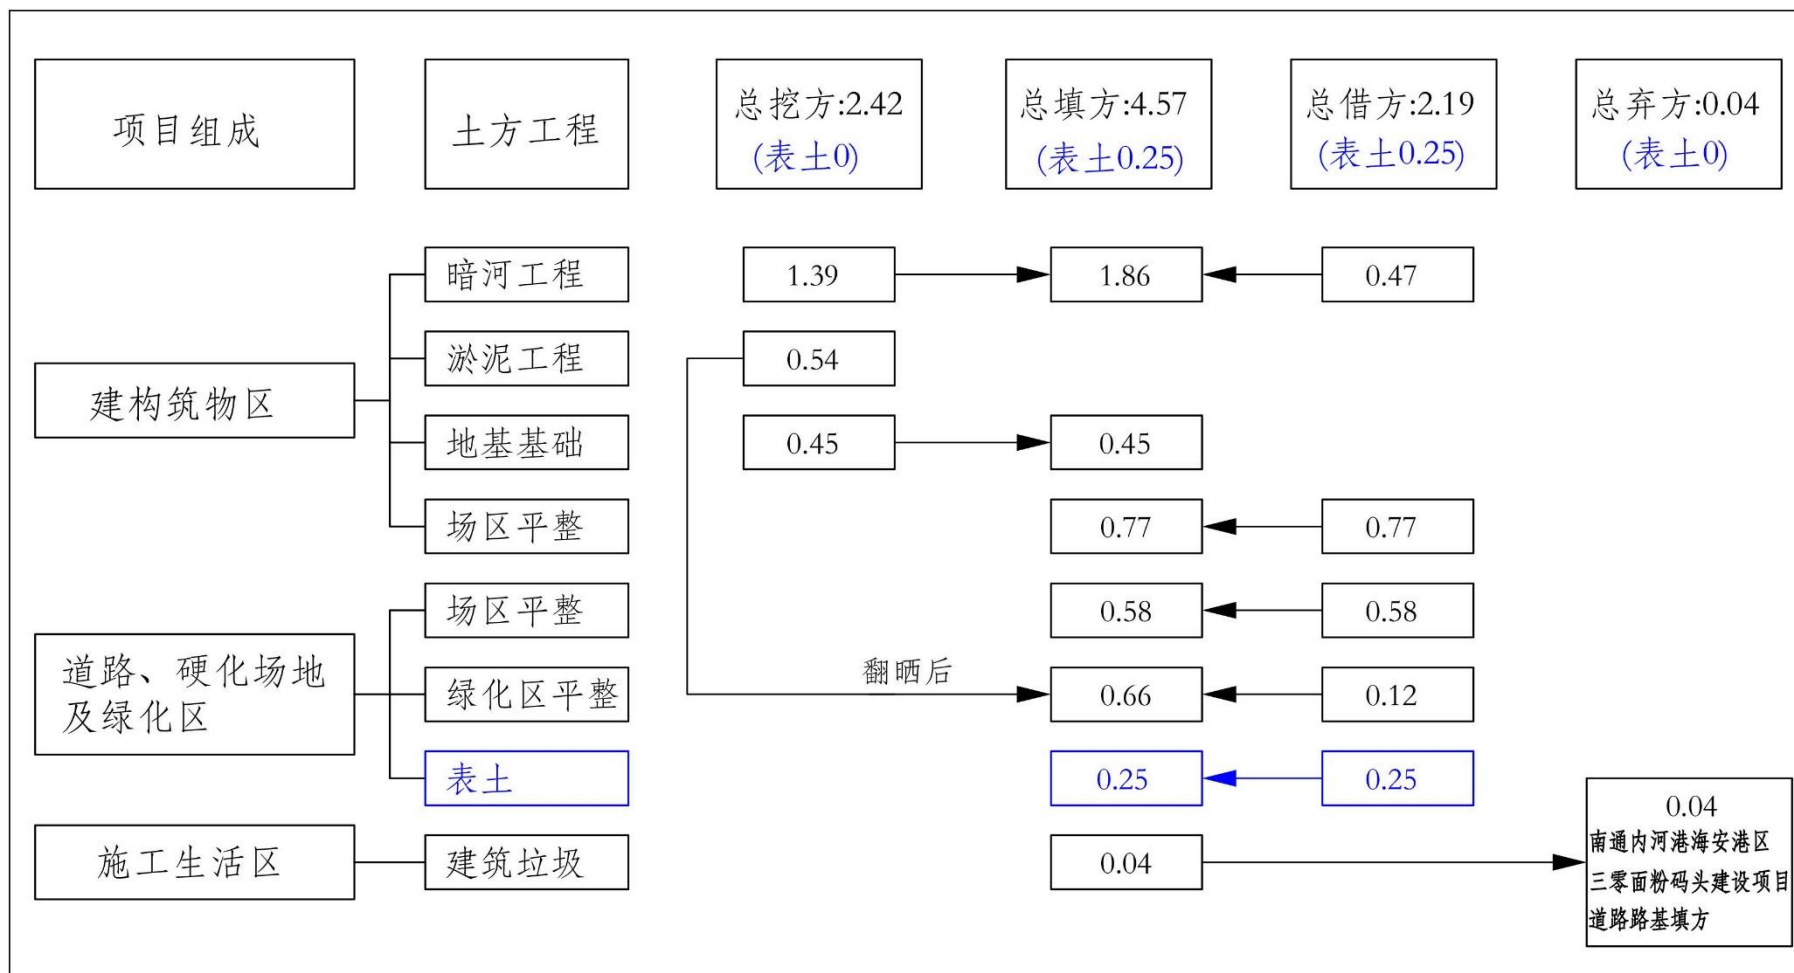 项目组成
土方工程
总挖方:2.42
(表土0)
总填方:4.57
(表土0.25)
总借方:2.19
(表土0.25)
总弃方:0.04
(表土0)
建构筑物区
暗河工程
1.39
1.86
0.47
淤泥工程
0.54
地基基础
0.45
0.45
场区平整
0.77
0.77
道路、硬化场地
及绿化区
场区平整
0.58
0.58
绿化区平整
翻晒后
0.66
0.12
表土
0.25
0.25
施工生活区
建筑垃圾
0.04
0.04
南通内河港海安港区
三零面粉码头建设项目
道路路基填方